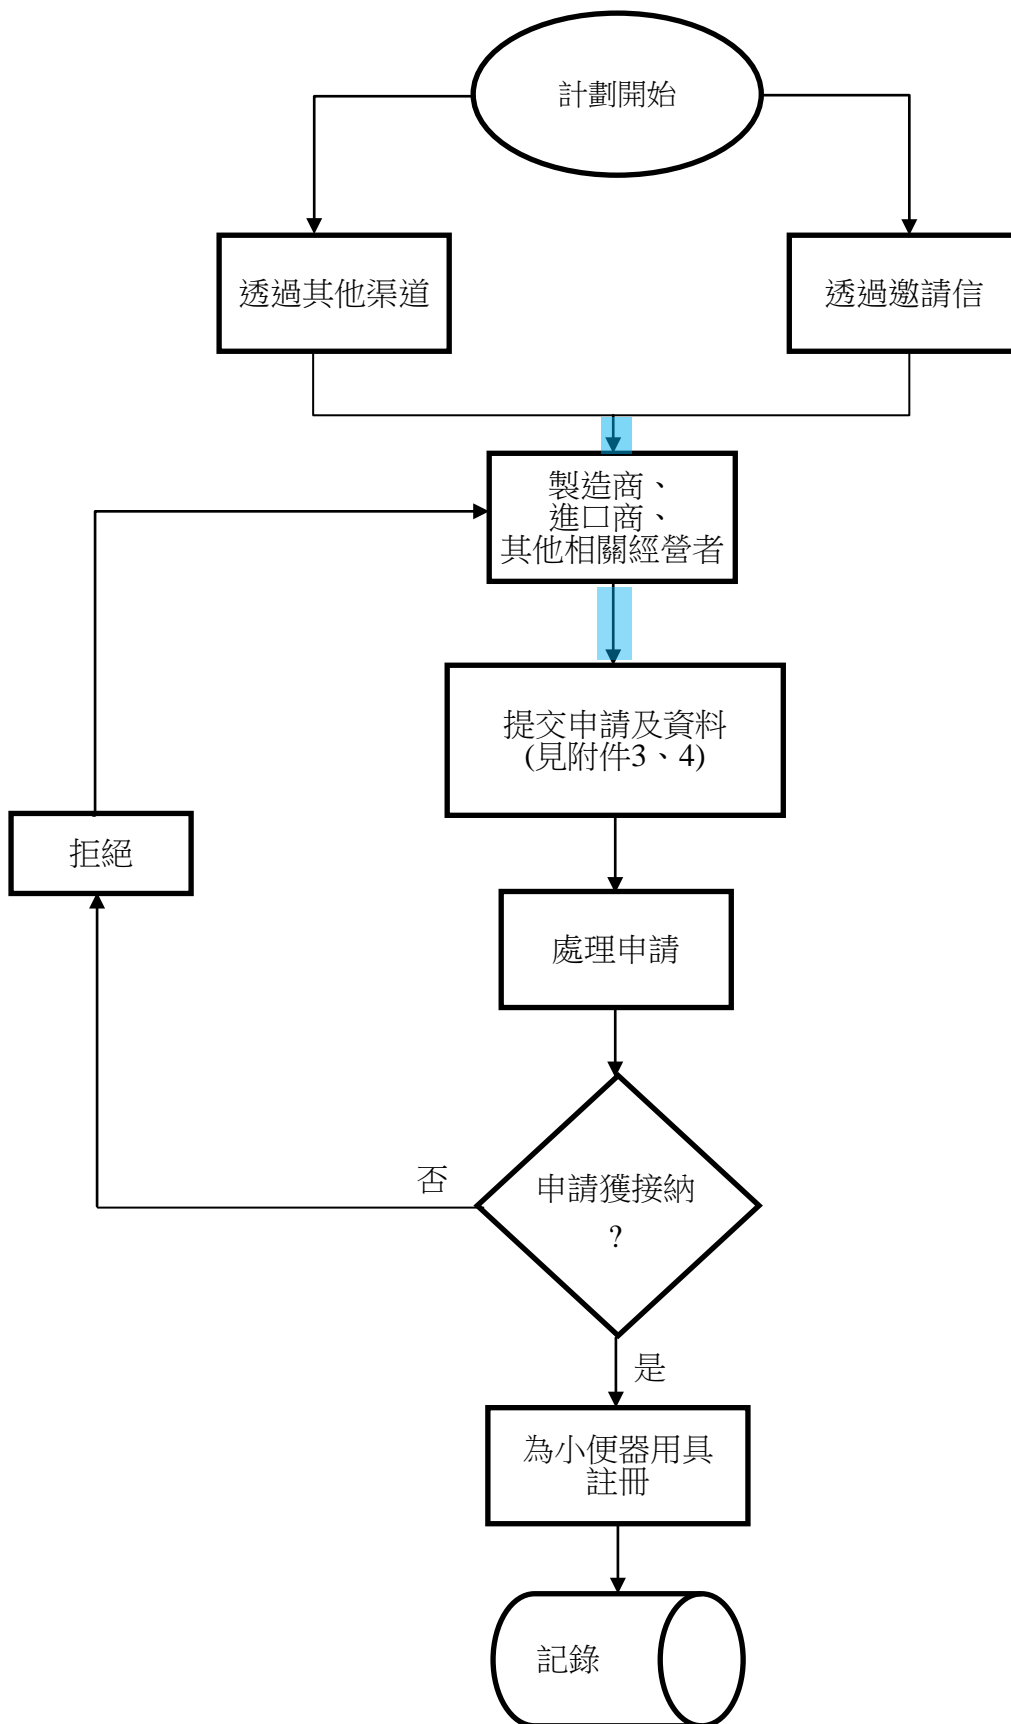 計劃開始
透過其他渠道
透過邀請信
製造商、
進口商、
其他相關經營者
提交申請及資料
(見附件3、4)
拒絕
處理申請
否
申請獲接納
?
是
為小便器用具
註冊
記錄